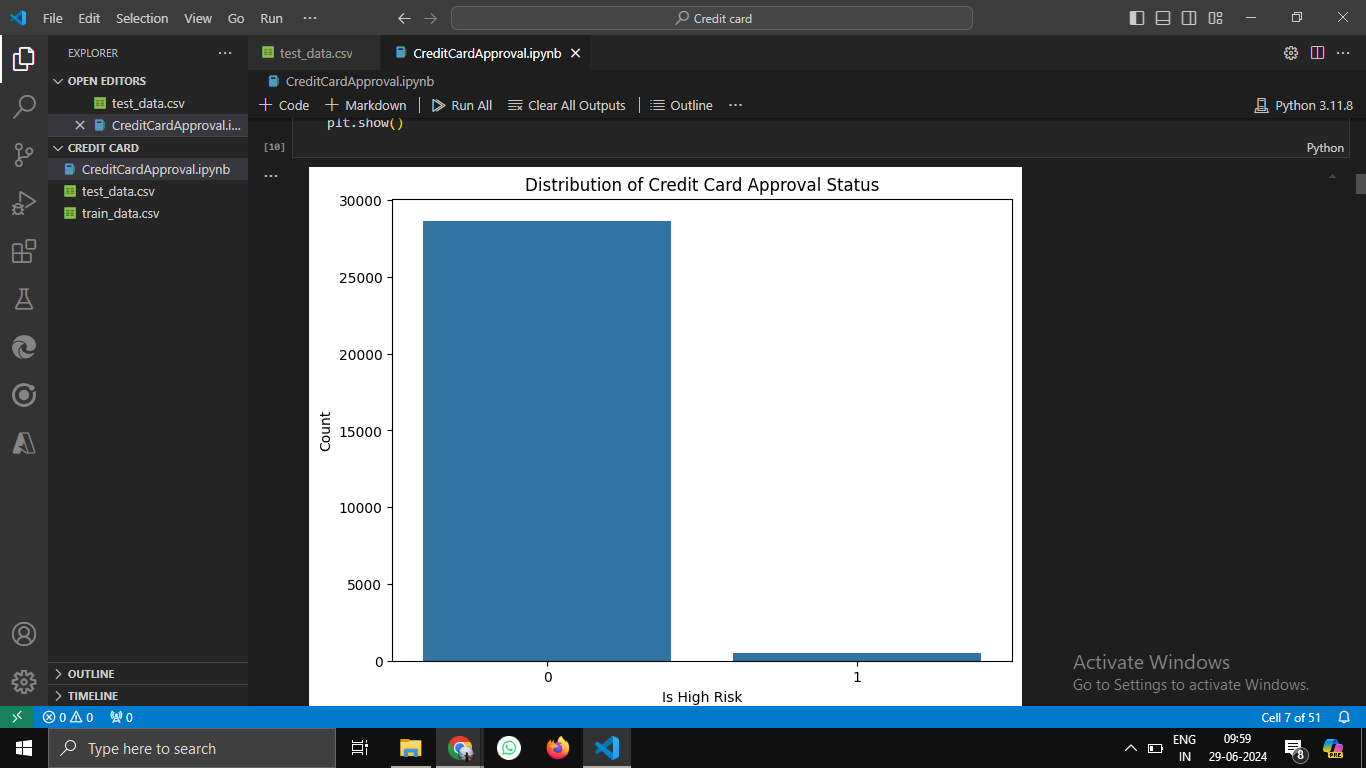 File Edit Selection View Go Run ···
Credit card
EXPLORER ···
OPEN EDITORS
test_data.csv
CreditCardApproval.i...
CREDIT CARD
CreditCardApproval.ipynb
test_data.csv
train_data.csv
OUTLINE
TIMELINE
test_data.csv CreditCardApproval.ipynb
CreditCardApproval.ipynb
Code Markdown Run All Clear All Outputs Outline ··· Python 3.11.8
plt.show()
[10] Python
Distribution of Credit Card Approval Status
30000
25000
20000
15000
10000
5000
0
Count
0 1
Is High Risk
Activate Windows
Go to Settings to activate Windows.
0 0 0 Cell 7 of 51
Type here to search
ENG
IN
09:59
29-06-2024
8
PRE